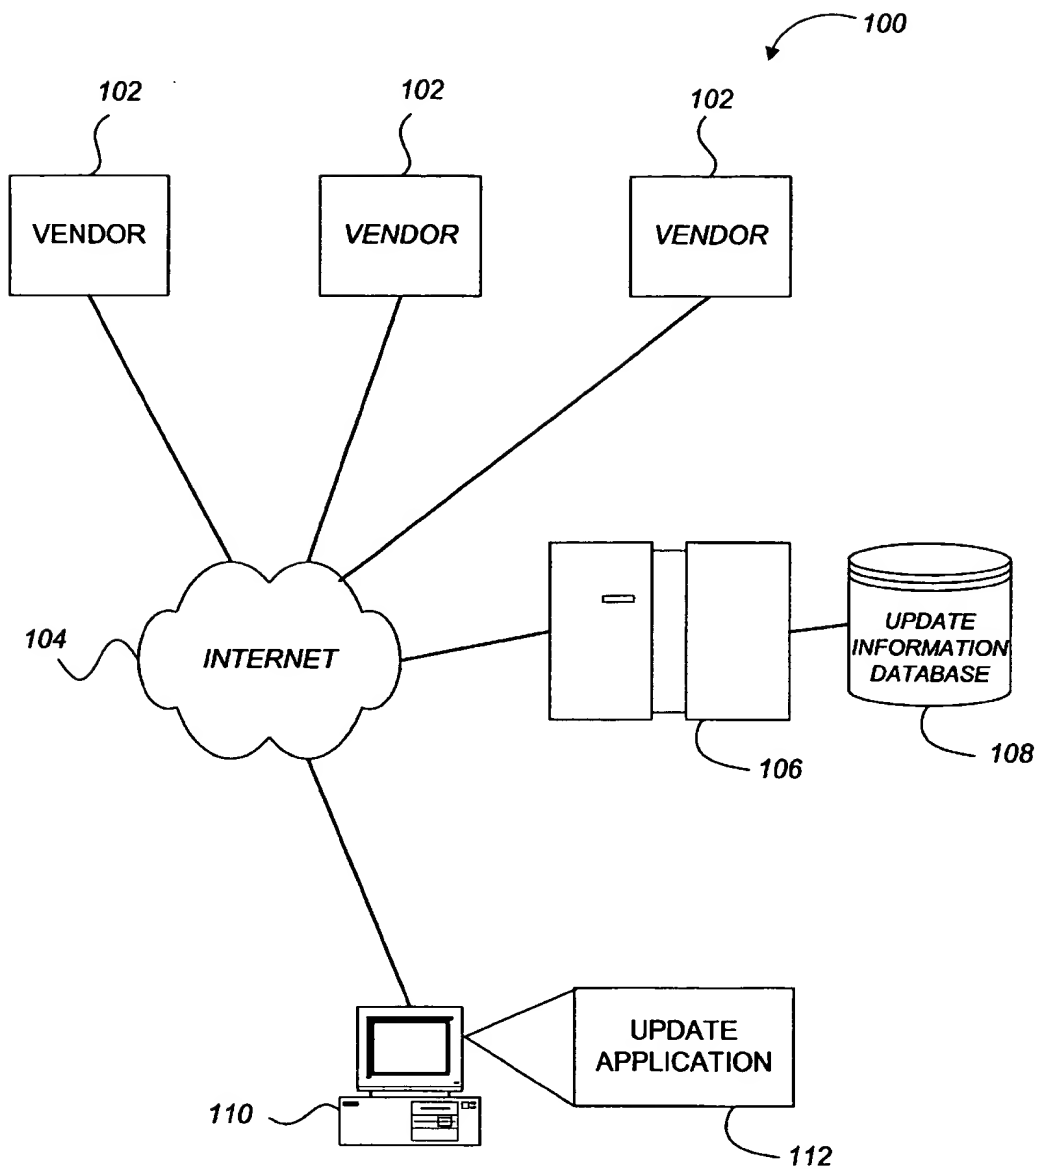 100
102
102
102
VENDOR
VENDOR
VENDOR
104
INTERNET
UPDATE
INFORMATION
DATABASE
106
108
UPDATE
APPLICATION
110
112